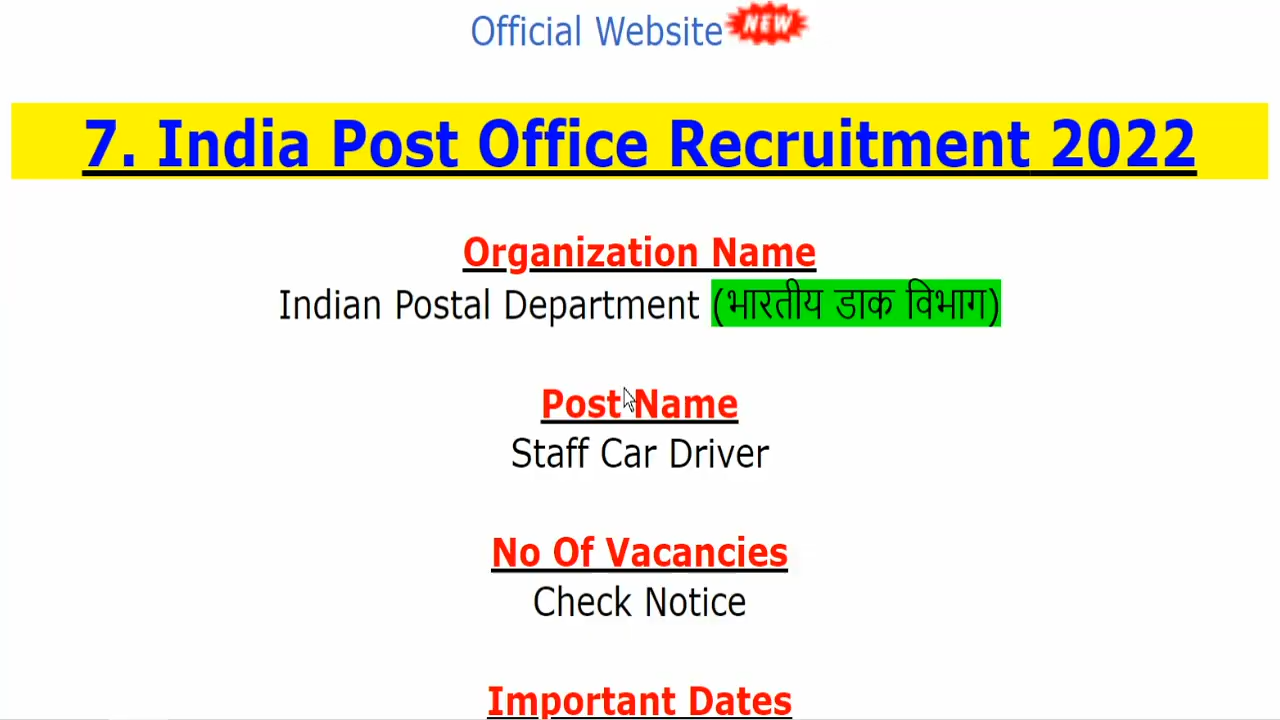 Official Website NEW
7. India Post Office Recruitment 2022
Organization Name
Indian Postal Department (भारतीय डाक विभाग)
Post Name
Staff Car Driver
No Of Vacancies
Check Notice
Important Dates